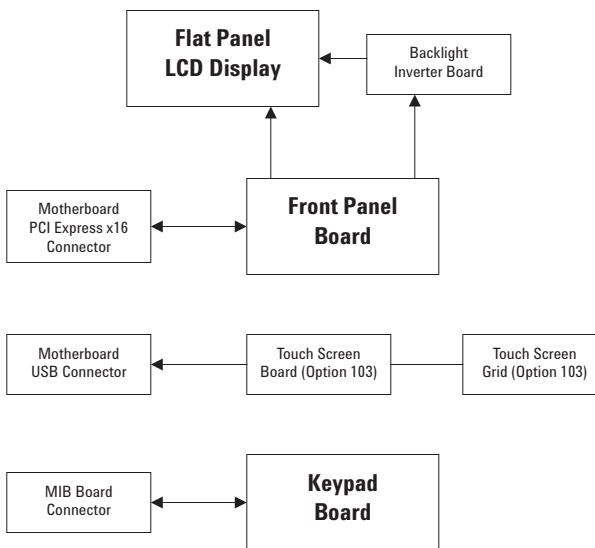 Flat Panel
LCD Display
Backlight
Inverter Board
Motherboard
PCI Express x16
Connector
Front Panel
Board
Motherboard
USB Connector
Touch Screen
Board (Option 103)
Touch Screen
Grid (Option 103)
MIB Board
Connector
Keypad
Board